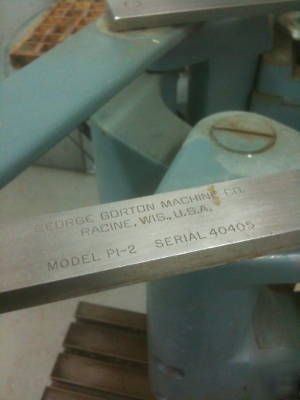 GEORGE GORTON MACHINE CO.
RACINE, WIS., U.S.A.
MODEL P1-2 SERIAL 40405